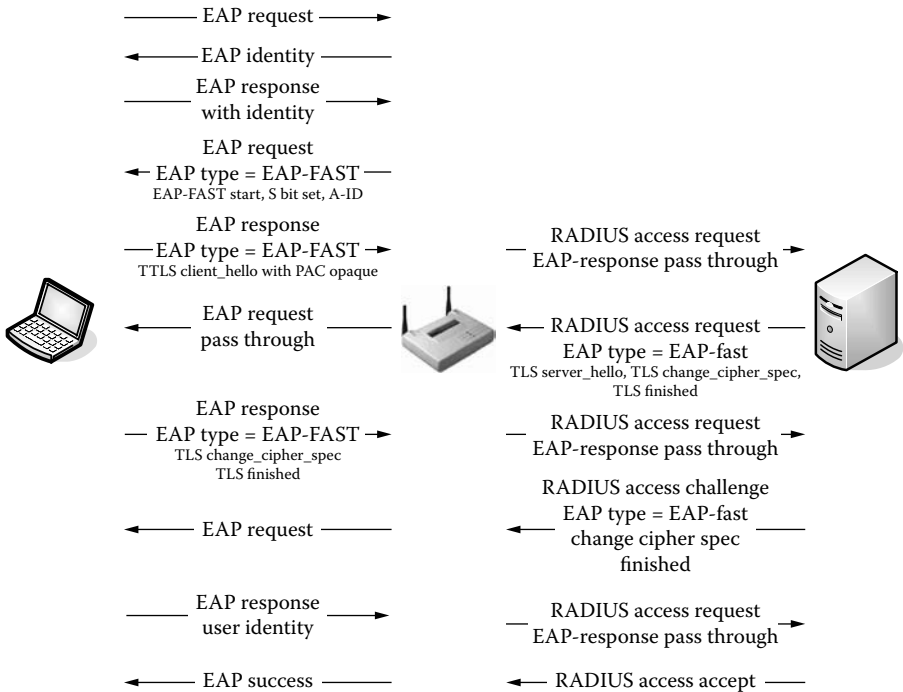 EAP request
EAP identity
EAP response
with identity
EAP request
EAP type = EAP-FAST
EAP-FAST start, S bit set, A-ID
EAP response
EAP type = EAP-FAST
TTLS client_hello with PAC opaque
RADIUS access request
EAP-response pass through
EAP request
pass through
RADIUS access request
EAP type = EAP-fast
TLS server_hello, TLS change_cipher_spec,
TLS finished
EAP response
EAP type = EAP-FAST
TLS change_cipher_spec
TLS finished
RADIUS access request
EAP-response pass through
EAP request
RADIUS access challenge
EAP type = EAP-fast
change cipher spec
finished
EAP response
user identity
RADIUS access request
EAP-response pass through
EAP success
RADIUS access accept